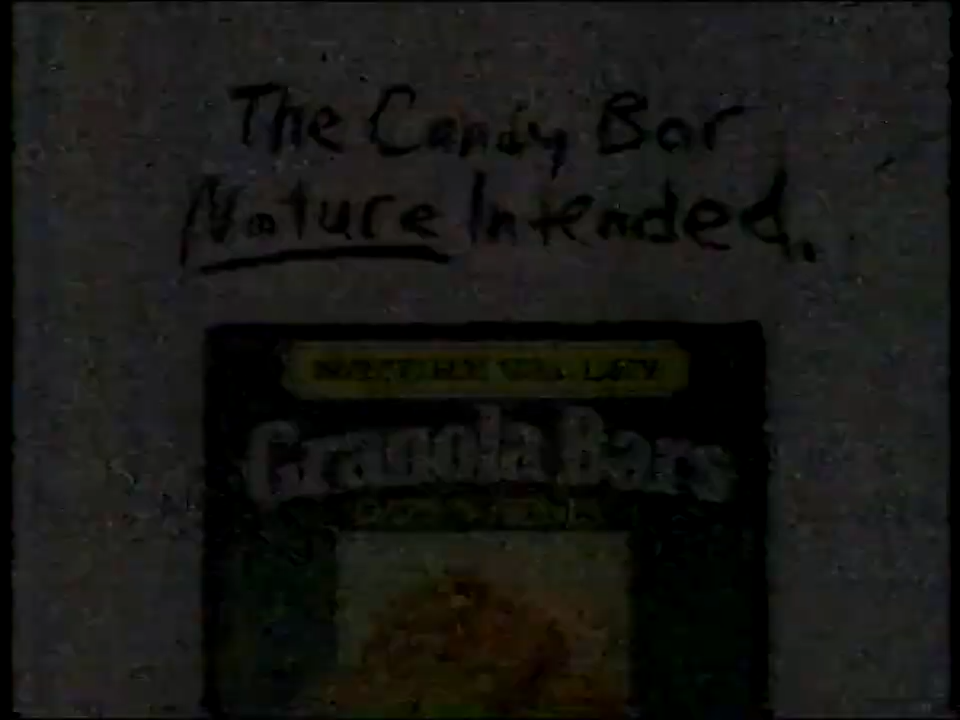 The Candy Bar
Nature Intended.
NATURE VALLEY
Granola Bars